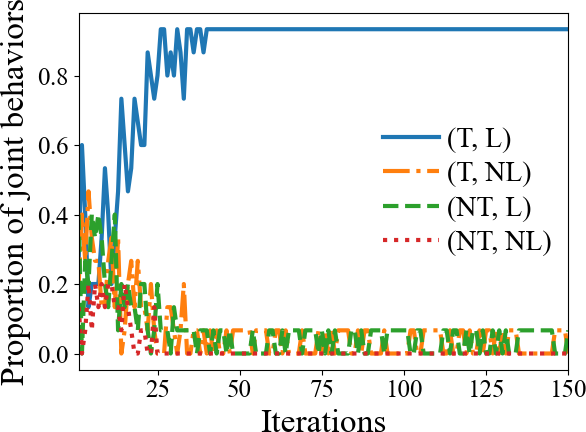 Proportion of joint behaviors
0.8
0.6
0.4
0.2
0.0
(T, L)
(T, NL)
(NT, L)
(NT, NL)
25 50 75 100 125 150
Iterations